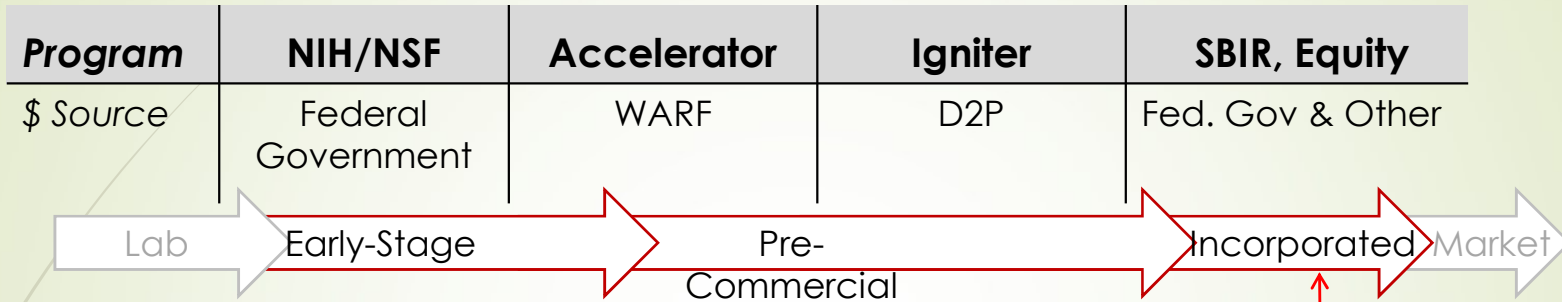 Program NIH/NSF Accelerator Igniter SBIR, Equity
$ Source Federal WARF D2P Fed. Gov & Other
Government
Lab Early-Stage Pre- Incorporated Market
Commercial